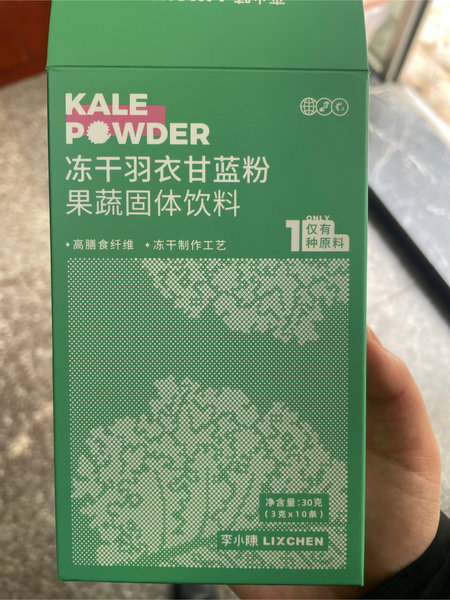 KALE
POWDER
冻干羽衣甘蓝粉
果蔬固体饮料
ONLY
1仅有
种原料
•高膳食纤维 •冻干制作工艺
净含量:30克
(3克×10条)
李小陳 LIXCHEN